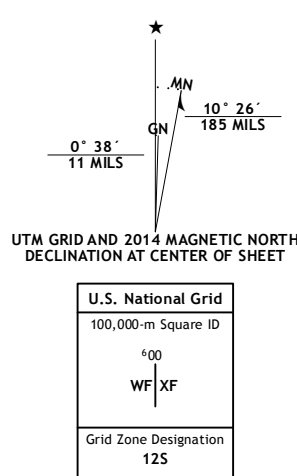 ★
MN
GN
10° 26´
185 MILS
0° 38´
11 MILS
UTM GRID AND 2014 MAGNETIC NORTH
DECLINATION AT CENTER OF SHEET
U.S. National Grid
100,000-m Square ID
⁶00
WF XF
Grid Zone Designation
12S